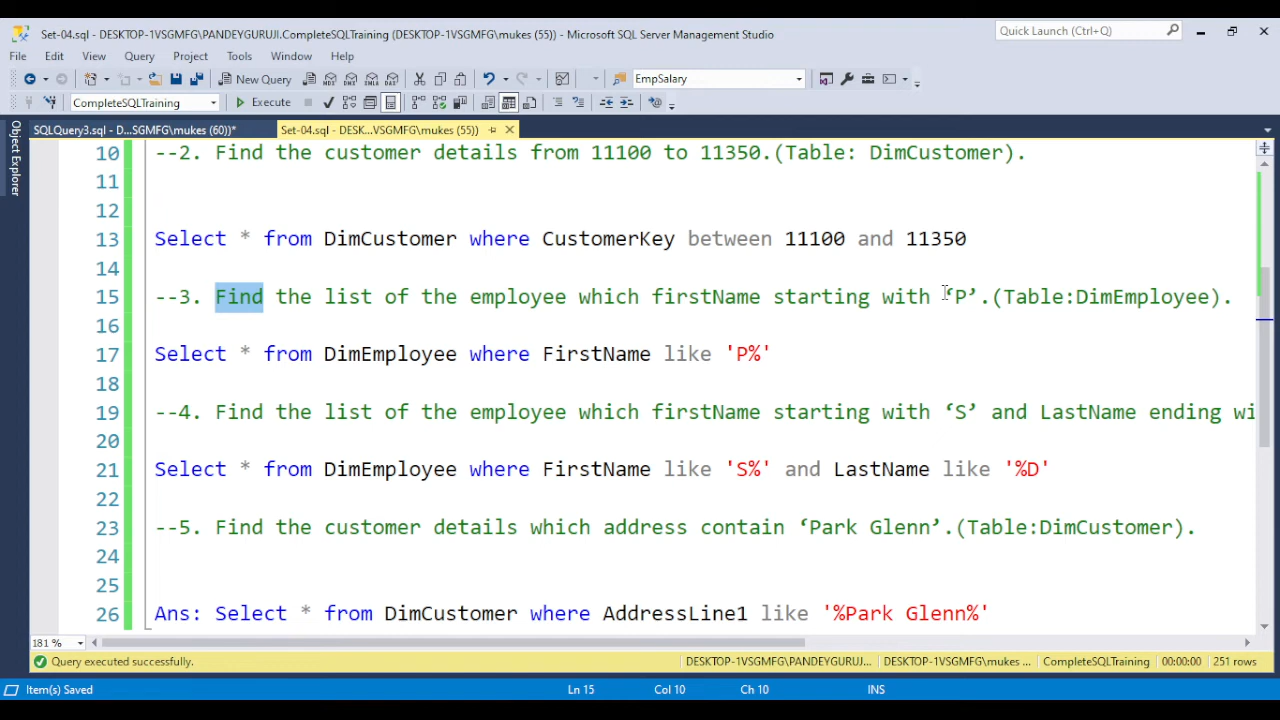 Set-04.sql - DESKTOP-1VSGMFG\PANDEYGURUJI.CompleteSQLTraining (DESKTOP-1VSGMFG\mukes (55)) - Microsoft SQL Server Management Studio
Quick Launch (Ctrl+Q)
File Edit View Query Project Tools Window Help
New Query
EmpSalary
CompleteSQLTraining
Execute
SQLQuery3.sql - D...SGMFG\mukes (60))*
Set-04.sql - DESK...VSGMFG\mukes (55))
Object Explorer
10 --2. Find the customer details from 11100 to 11350.(Table: DimCustomer).
11
12
13 Select * from DimCustomer where CustomerKey between 11100 and 11350
14
15 --3. Find the list of the employee which firstName starting with ‘P’.(Table:DimEmployee).
16
17 Select * from DimEmployee where FirstName like 'P%'
18
19 --4. Find the list of the employee which firstName starting with ‘S’ and LastName ending wi
20
21 Select * from DimEmployee where FirstName like 'S%' and LastName like '%D'
22
23 --5. Find the customer details which address contain ‘Park Glenn’.(Table:DimCustomer).
24
25
26 Ans: Select * from DimCustomer where AddressLine1 like '%Park Glenn%'
181 %
Query executed successfully.
DESKTOP-1VSGMFG\PANDEYGURUJI... DESKTOP-1VSGMFG\mukes ... CompleteSQLTraining 00:00:00 251 rows
Item(s) Saved
Ln 15 Col 10 Ch 10 INS